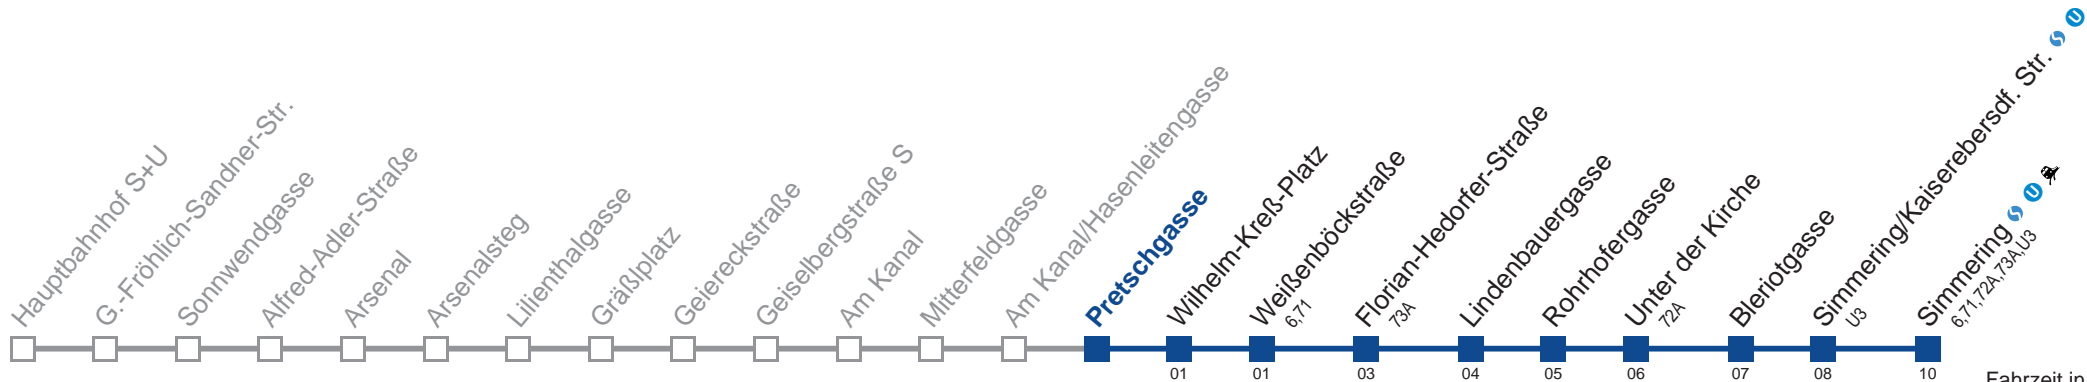 Hauptbahnhof S+U
G.-Fröhlich-Sandner-Str.
Sonnwendgasse
Alfred-Adler-Straße
Arsenal
Arsenalsteg
Lilienthalgasse
Gräßlplatz
Geiereckstraße
Geiselbergstraße S
Am Kanal
Mitterfeldgasse
Am Kanal/Hasenleitengasse
Pretschgasse
Wilhelm-Kreß-Platz
01
Weißenböckstraße
6,71
01
Florian-Hedorfer-Straße
73A
03
Lindenbauergasse
04
Rohrhofergasse
05
Unter der Kirche
72A
06
Bleriotgasse
07
Simmering/Kaiserebersdf. Str. S U
U3
08
Simmering S U
6,71,72A,73A,U3
10
Fahrzeit in